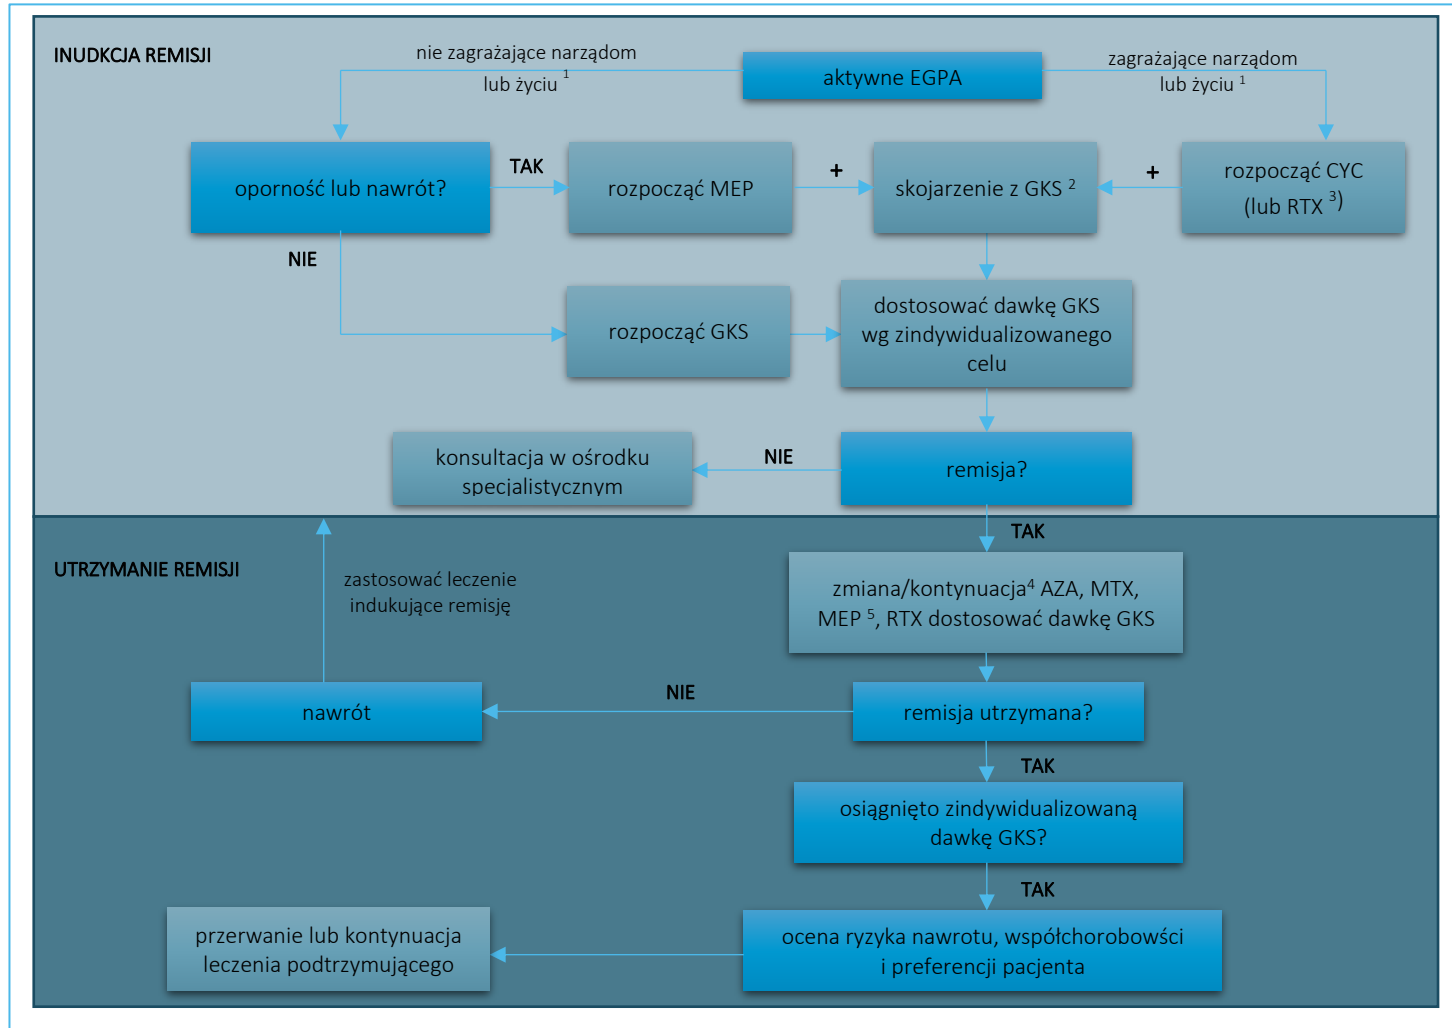 INUDKCJA REMISJI
nie zagrażające narządom
lub życiu ¹
aktywne EGPA
zagrażające narządom
lub życiu ¹
oporność lub nawrót?
TAK
rozpocząć MEP
+
skojarzenie z GKS ²
+
rozpocząć CYC
(lub RTX ³)
NIE
rozpocząć GKS
dostosować dawkę GKS
wg zindywidualizowanego
celu
konsultacja w ośrodku
specjalistycznym
NIE
remisja?
TAK
UTRZYMANIE REMISJI
zastosować leczenie
indukujące remisję
zmiana/kontynuacja⁴ AZA, MTX,
MEP ⁵, RTX dostosować dawkę GKS
nawrót
NIE
remisja utrzymana?
TAK
osiągnięto zindywidualizowaną
dawkę GKS?
TAK
przerwanie lub kontynuacja
leczenia podtrzymującego
ocena ryzyka nawrotu, współchorobowści
i preferencji pacjenta